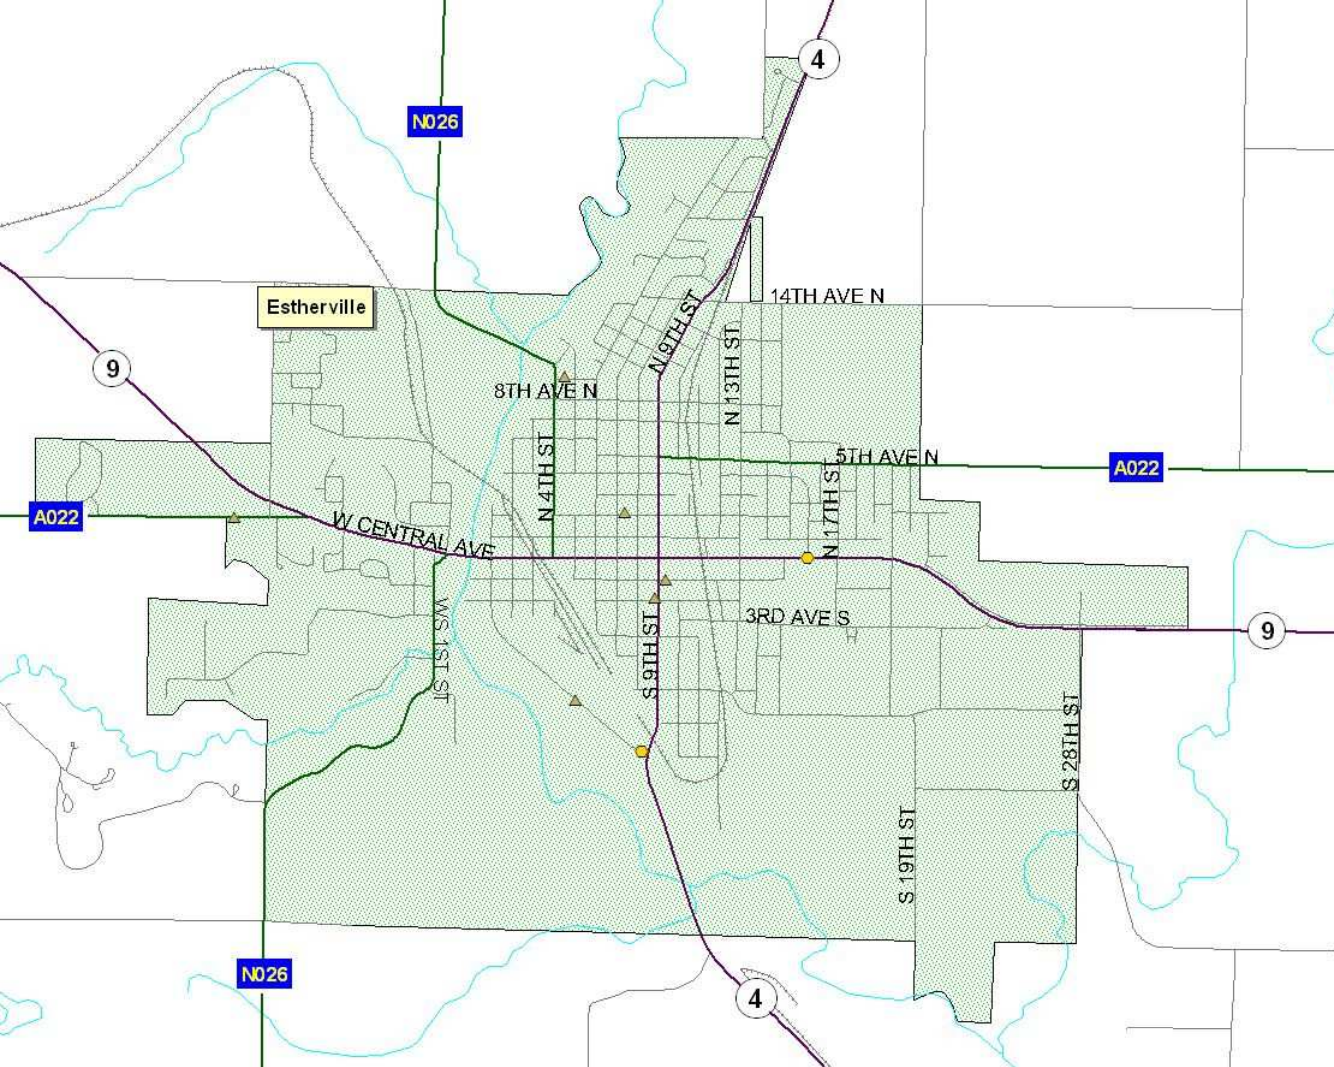 4
N026
14TH AVE N
Estherville
N 9TH ST
N 13TH ST
9
8TH AVE N
N 4TH ST
5TH AVE N
A022
N 17TH ST
A022
W CENTRAL AVE
3RD AVE S
9
W S 1ST ST
S 9TH ST
S 28TH ST
S 19TH ST
N026
4